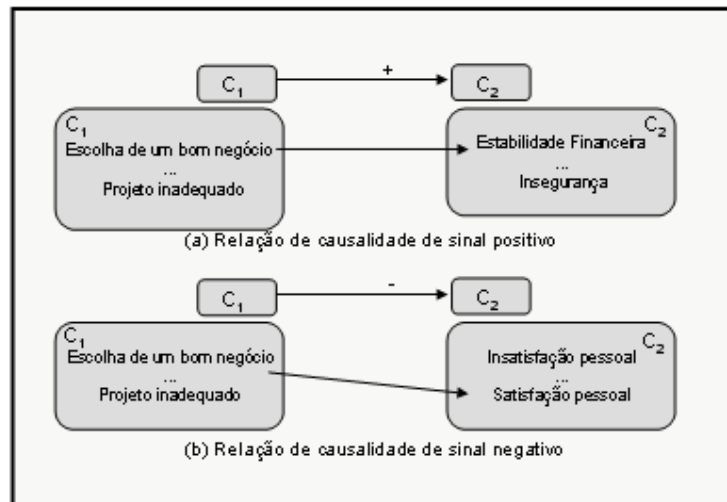 +
C1 C2
C1 C2
Escolha de um bom negócio Estabilidade Financeira
... ...
Projeto inadequado Insegurança
(a) Relação de causalidade de sinal positivo
-
C1 C2
C1 C2
Escolha de um bom negócio Insatisfação pessoal
... ...
Projeto inadequado Satisfação pessoal
(b) Relação de causalidade de sinal negativo